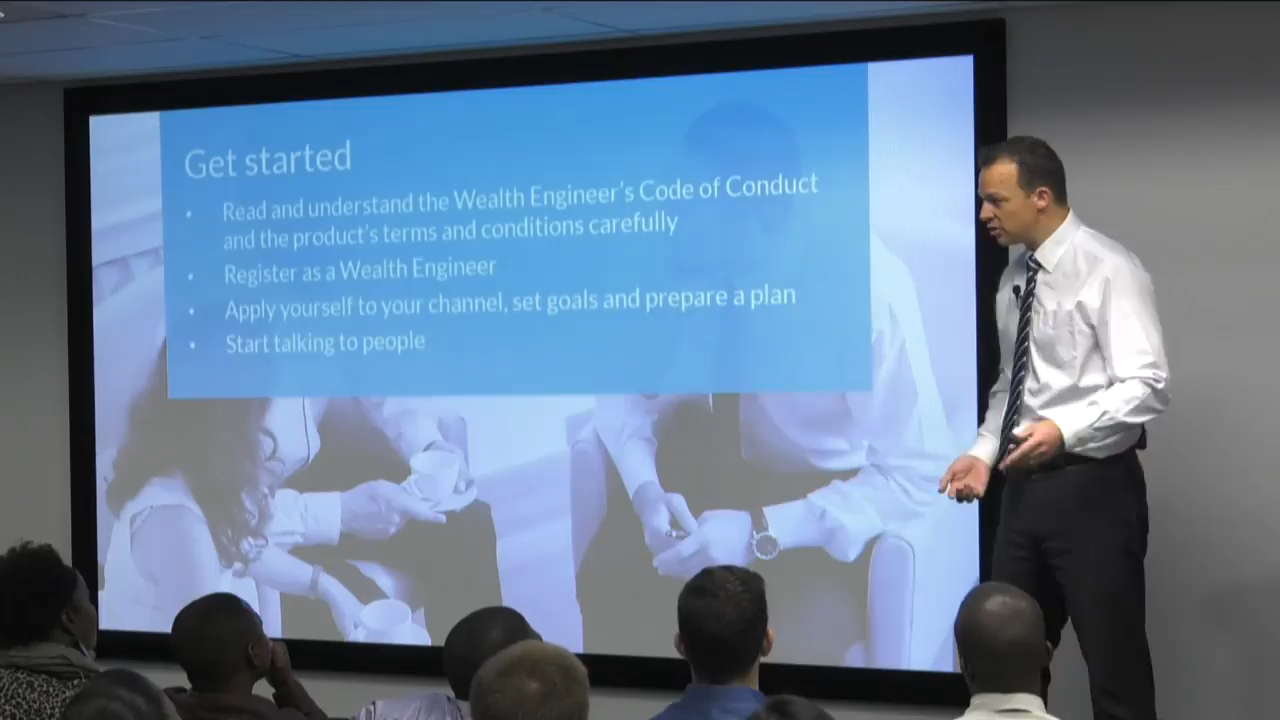 Get started
• Read and understand the Wealth Engineer's Code of Conduct
and the product's terms and conditions carefully
• Register as a Wealth Engineer
• Apply yourself to your channel, set goals and prepare a plan
• Start talking to people